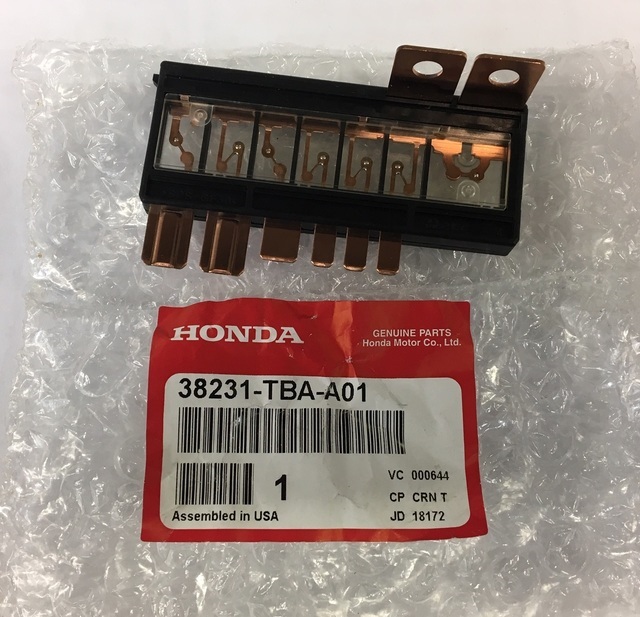 HONDA
GENUINE PARTS
Honda Motor Co., Ltd.
38231-TBA-A01
1
VC 000644
CP CRN T
Assembled in USA
JD 18172